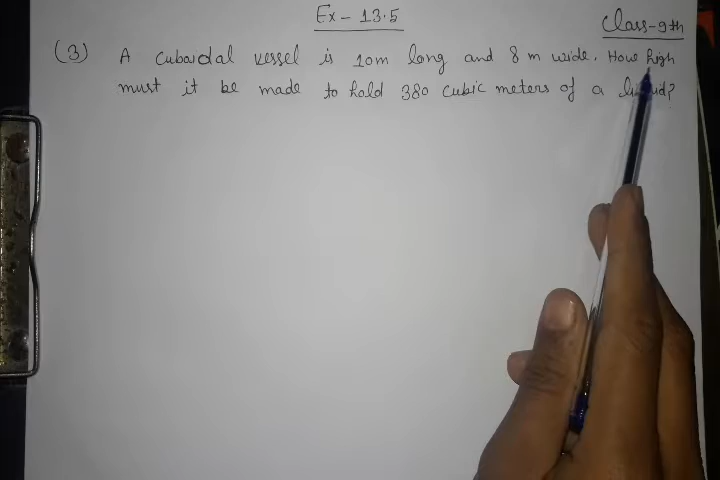 Ex - 13.5
Class-9th
(3) A cuboidal vessel is 10m long and 8 m wide. How high
must it be made to hold 380 cubic meters of a